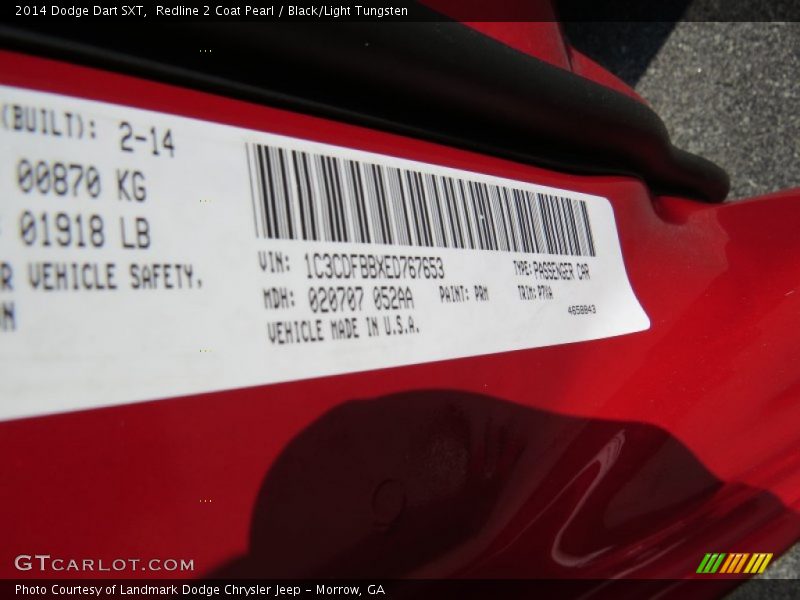 2014 Dodge Dart SXT,  Redline 2 Coat Pearl / Black/Light Tungsten
(BUILT): 2-14
00870 KG
01918 LB
R VEHICLE SAFETY,
N
VIN: 1C3CDFBBXED767653 TYPE: PASSENGER CAR
MDH: 020707 052AA PAINT: PRM TRIM: PTXA
4658843
VEHICLE MADE IN U.S.A.
GTCARLOT.COM
Photo Courtesy of Landmark Dodge Chrysler Jeep - Morrow, GA